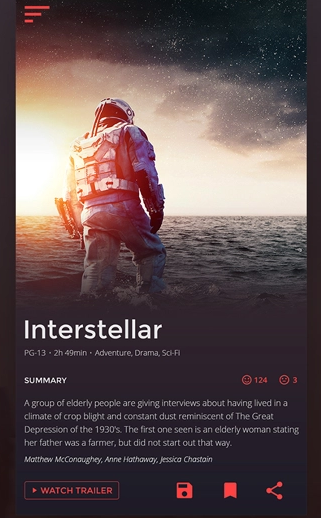 Interstellar
PG-13 · 2h 49min · Adventure, Drama, Sci-Fi
SUMMARY 124 3
A group of elderly people are giving interviews about having lived in a
climate of crop blight and constant dust reminiscent of The Great
Depression of the 1930's. The first one seen is an elderly woman stating
her father was a farmer, but did not start out that way.
Matthew McConaughey, Anne Hathaway, Jessica Chastain
WATCH TRAILER